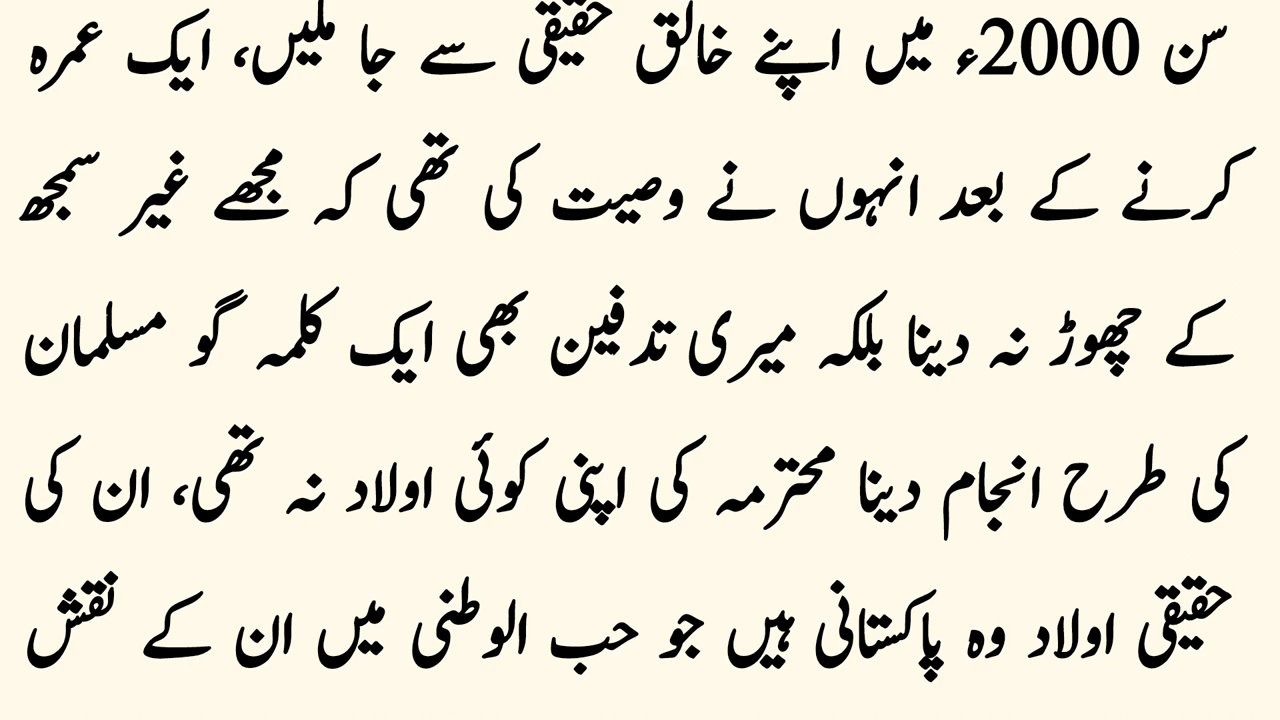 سن 2000ء میں اپنے خالق حقیقی سے جا ملیں، ایک عمرہ
کرنے کے بعد انہوں نے وصیت کی تھی کہ مجھے غیر سمجھ
کے چھوڑ نہ دینا بلکہ میری تدفین بھی ایک کلمہ گو مسلمان
کی طرح انجام دینا محترمہ کی اپنی کوئی اولاد نہ تھی، ان کی
حقیقی اولاد وہ پاکستانی ہیں جو حب الوطنی میں ان کے نقش